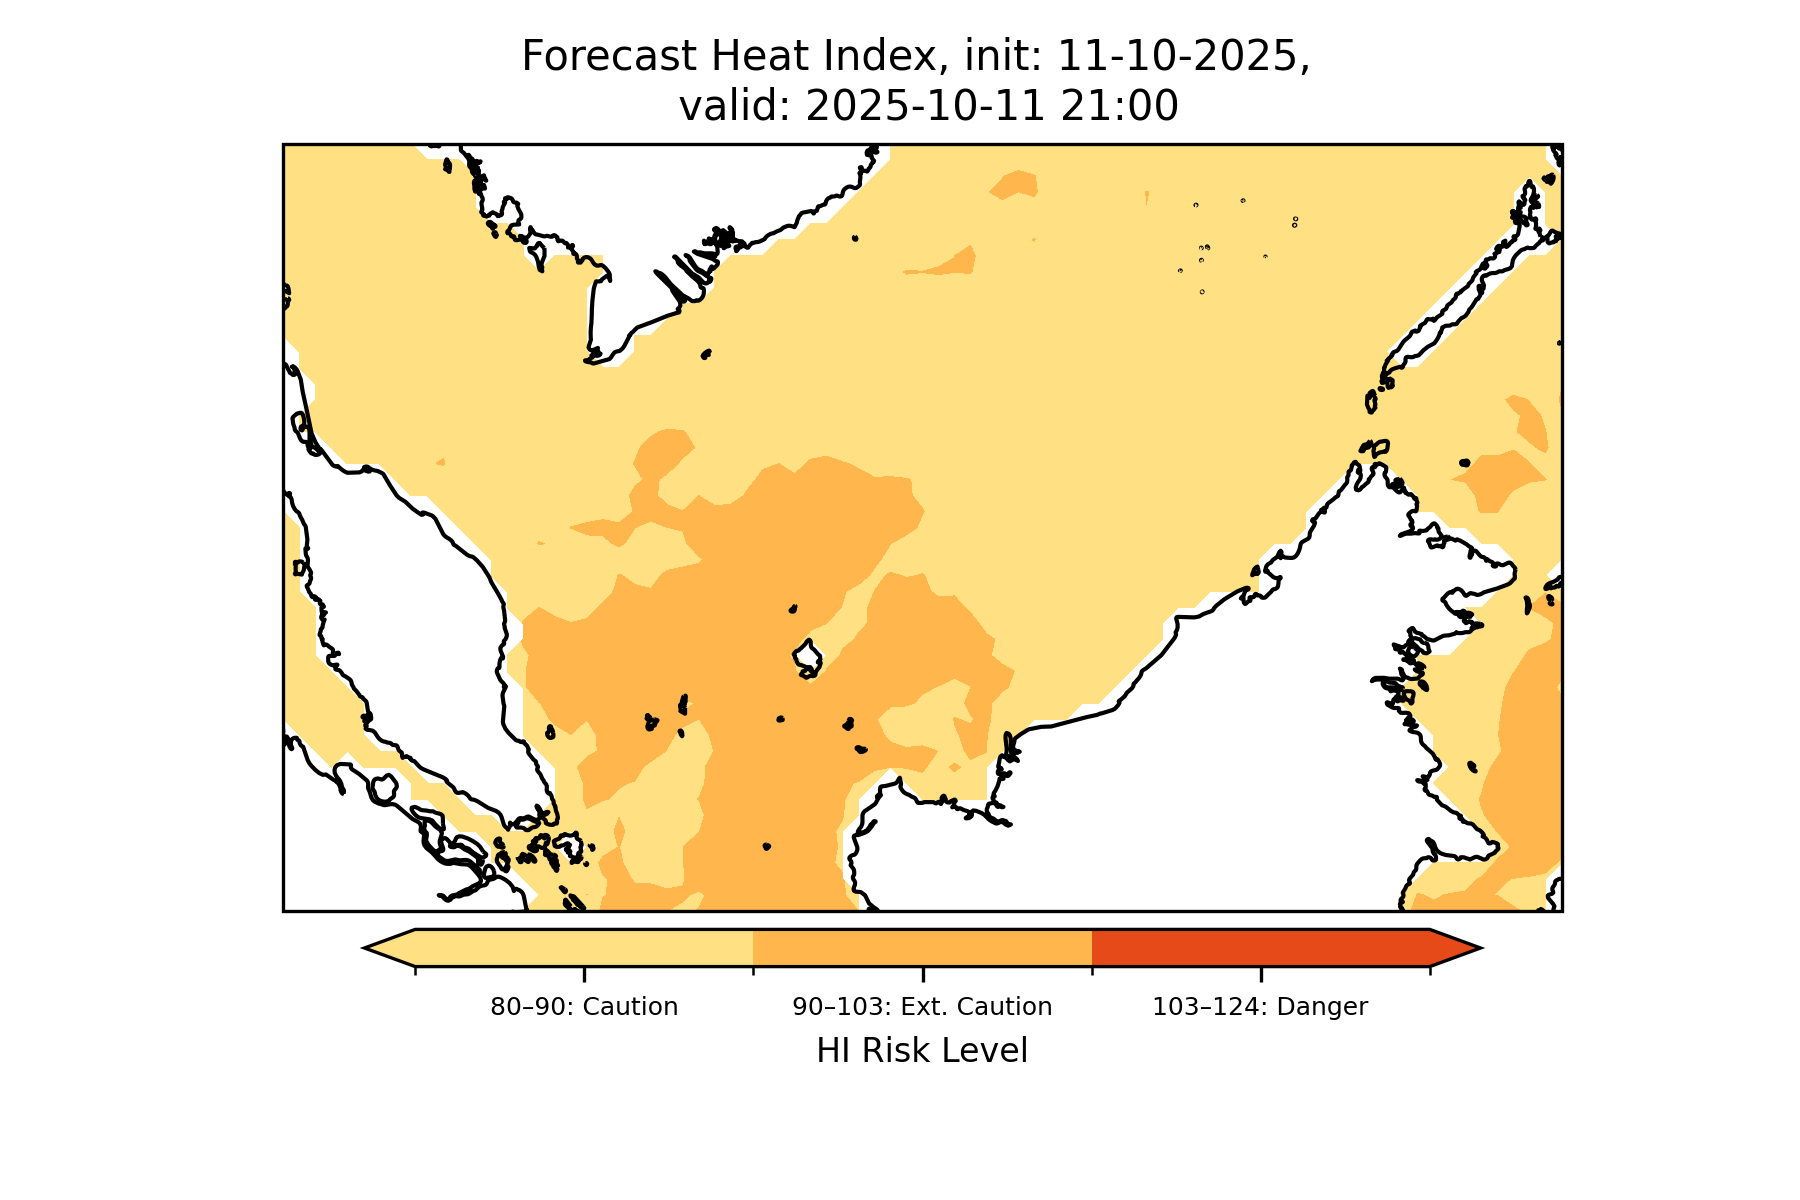 Forecast Heat Index, init: 11-10-2025,
valid: 2025-10-11 21:00
80–90: Caution
90–103: Ext. Caution
103–124: Danger
HI Risk Level